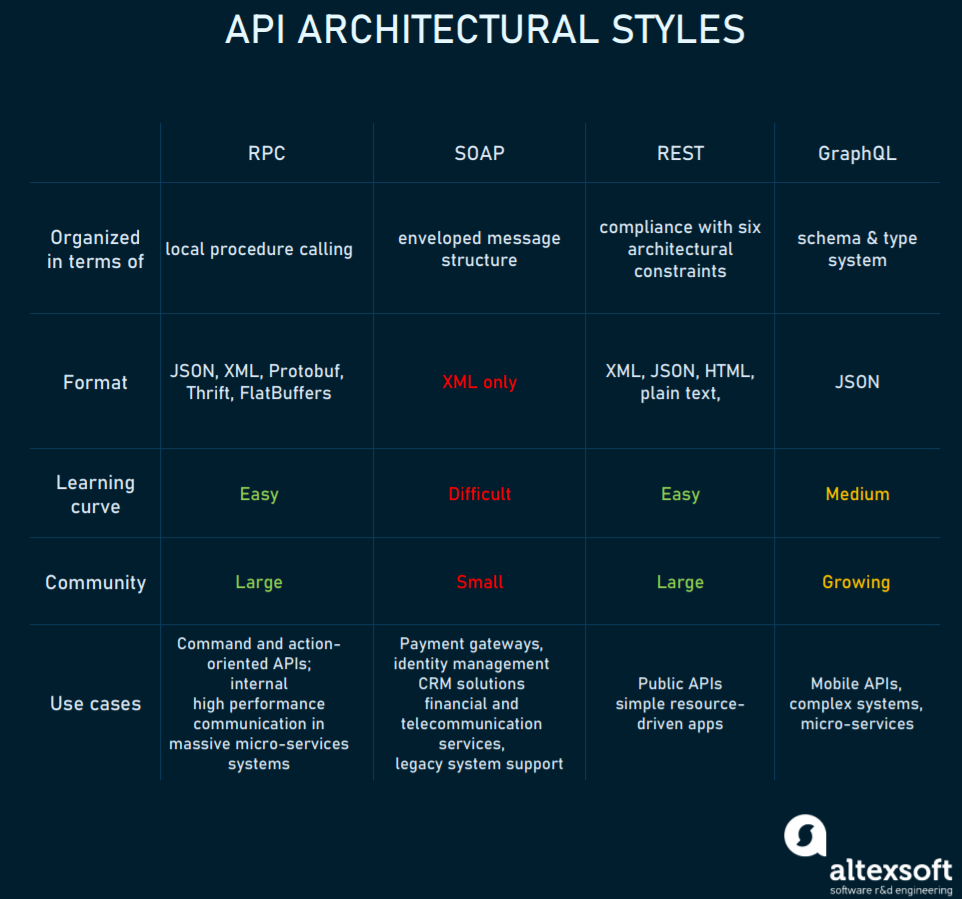 API ARCHITECTURAL STYLES
RPC
SOAP
REST
GraphQL
Organized
in terms of
local procedure calling
enveloped message
structure
compliance with six
architectural
constraints
schema & type
system
Format
JSON, XML, Protobuf,
Thrift, FlatBuffers
XML only
XML, JSON, HTML,
plain text,
JSON
Learning
curve
Easy
Difficult
Easy
Medium
Community
Large
Small
Large
Growing
Use cases
Command and action-
oriented APIs;
internal
high performance
communication in
massive micro-services
systems
Payment gateways,
identity management
CRM solutions
financial and
telecommunication
services,
legacy system support
Public APIs
simple resource-
driven apps
Mobile APIs,
complex systems,
micro-services
altexsoft
software r&d engineering